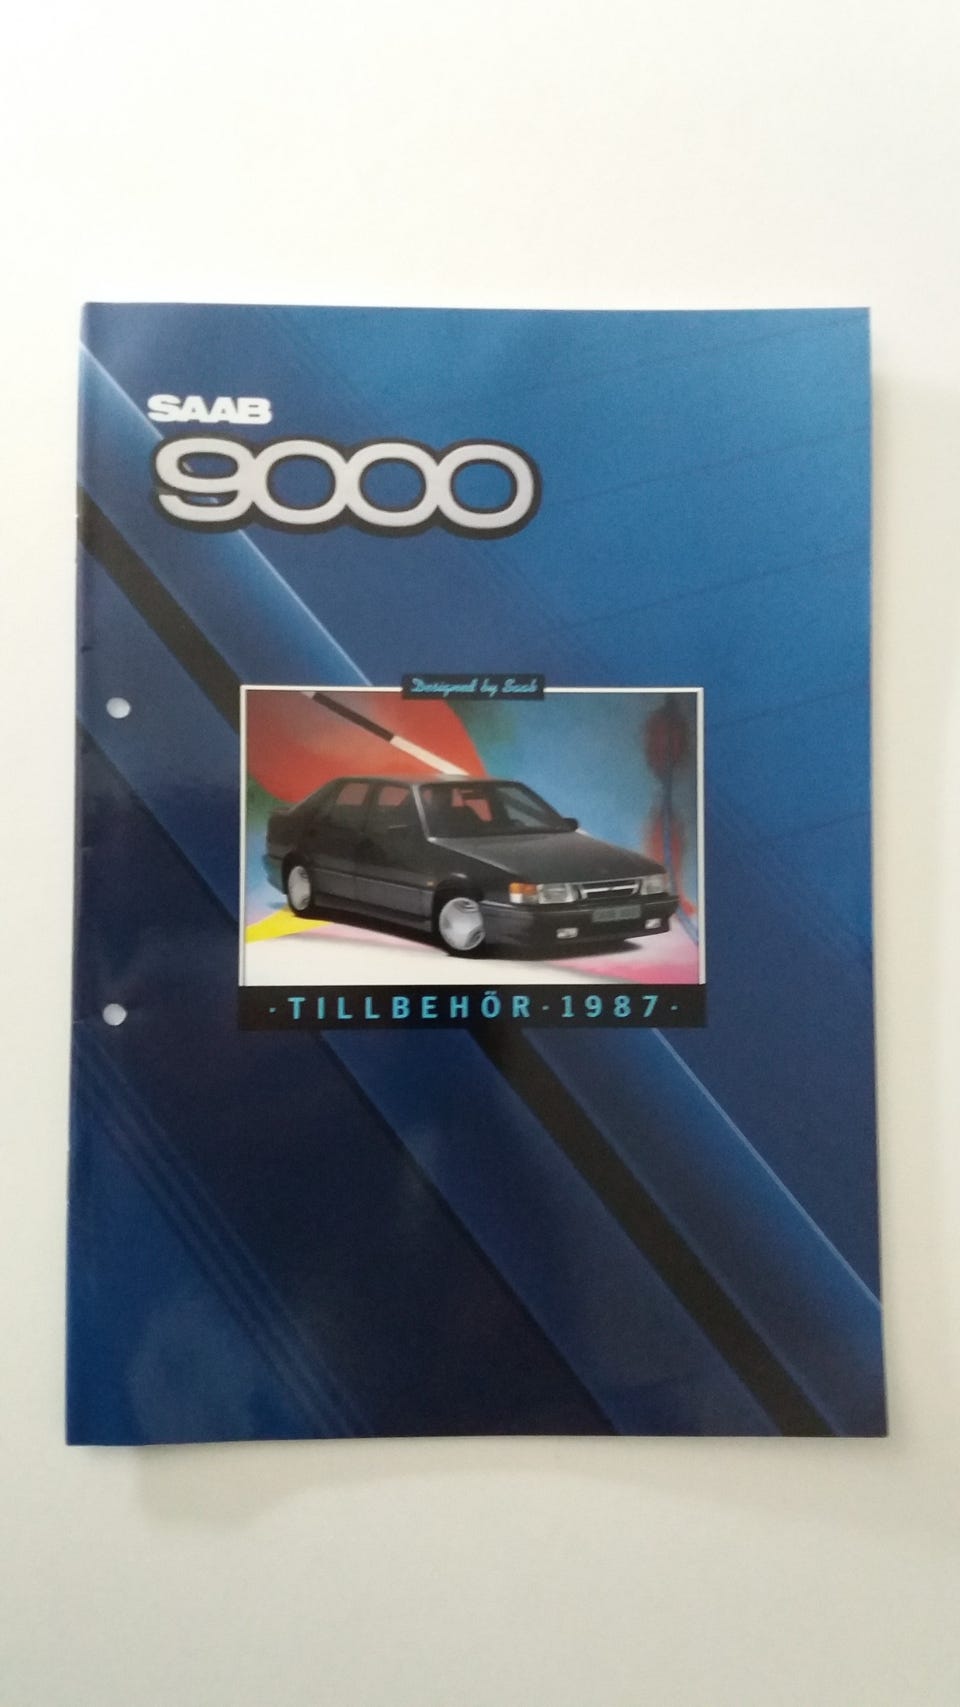 SAAB
9000
Designed by Saab
·TILLBEHÖR·1987·